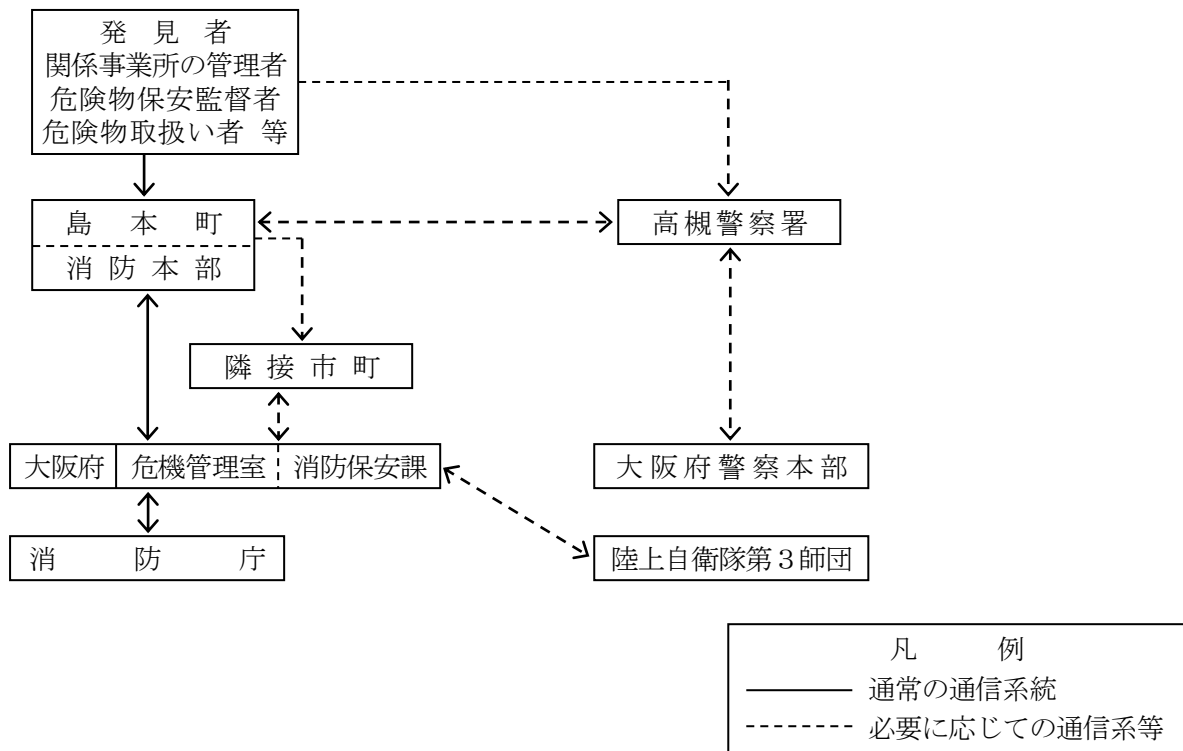 発見者
関係事業所の管理者
危険物保安監督者
危険物取扱い者 等
島本町
消防本部
高槻警察署
隣接市町
大阪府 危機管理室 消防保安課
大阪府警察本部
消防庁
陸上自衛隊第３師団
凡例
通常の通信系統
必要に応じての通信系等